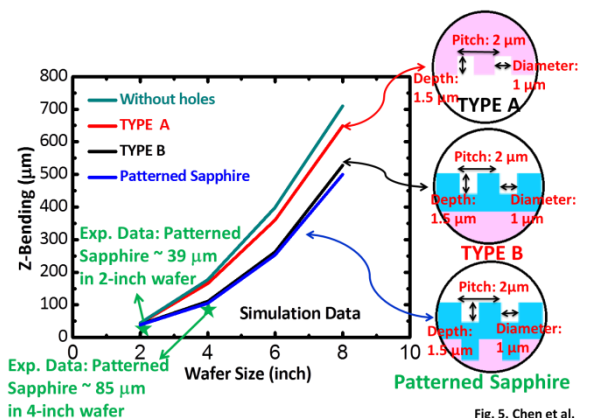 800
700
600
500
400
300
200
100
0
Z-Bending (μm)
Without holes
TYPE A
TYPE B
Patterned Sapphire
Exp. Data: Patterned
Sapphire ~ 39 μm
in 2-inch wafer
Simulation Data
0 2 4 6 8 10
Wafer Size (inch)
Exp. Data: Patterned
Sapphire ~ 85 μm
in 4-inch wafer
Pitch: 2 μm
Depth:
1.5 μm
Diameter:
1 μm
TYPE A
Pitch: 2 μm
Depth:
1.5 μm
Diameter:
1 μm
TYPE B
Pitch: 2μm
Depth:
1.5 μm
Diameter:
1 μm
Patterned Sapphire
Fig. 5. Chen et al.